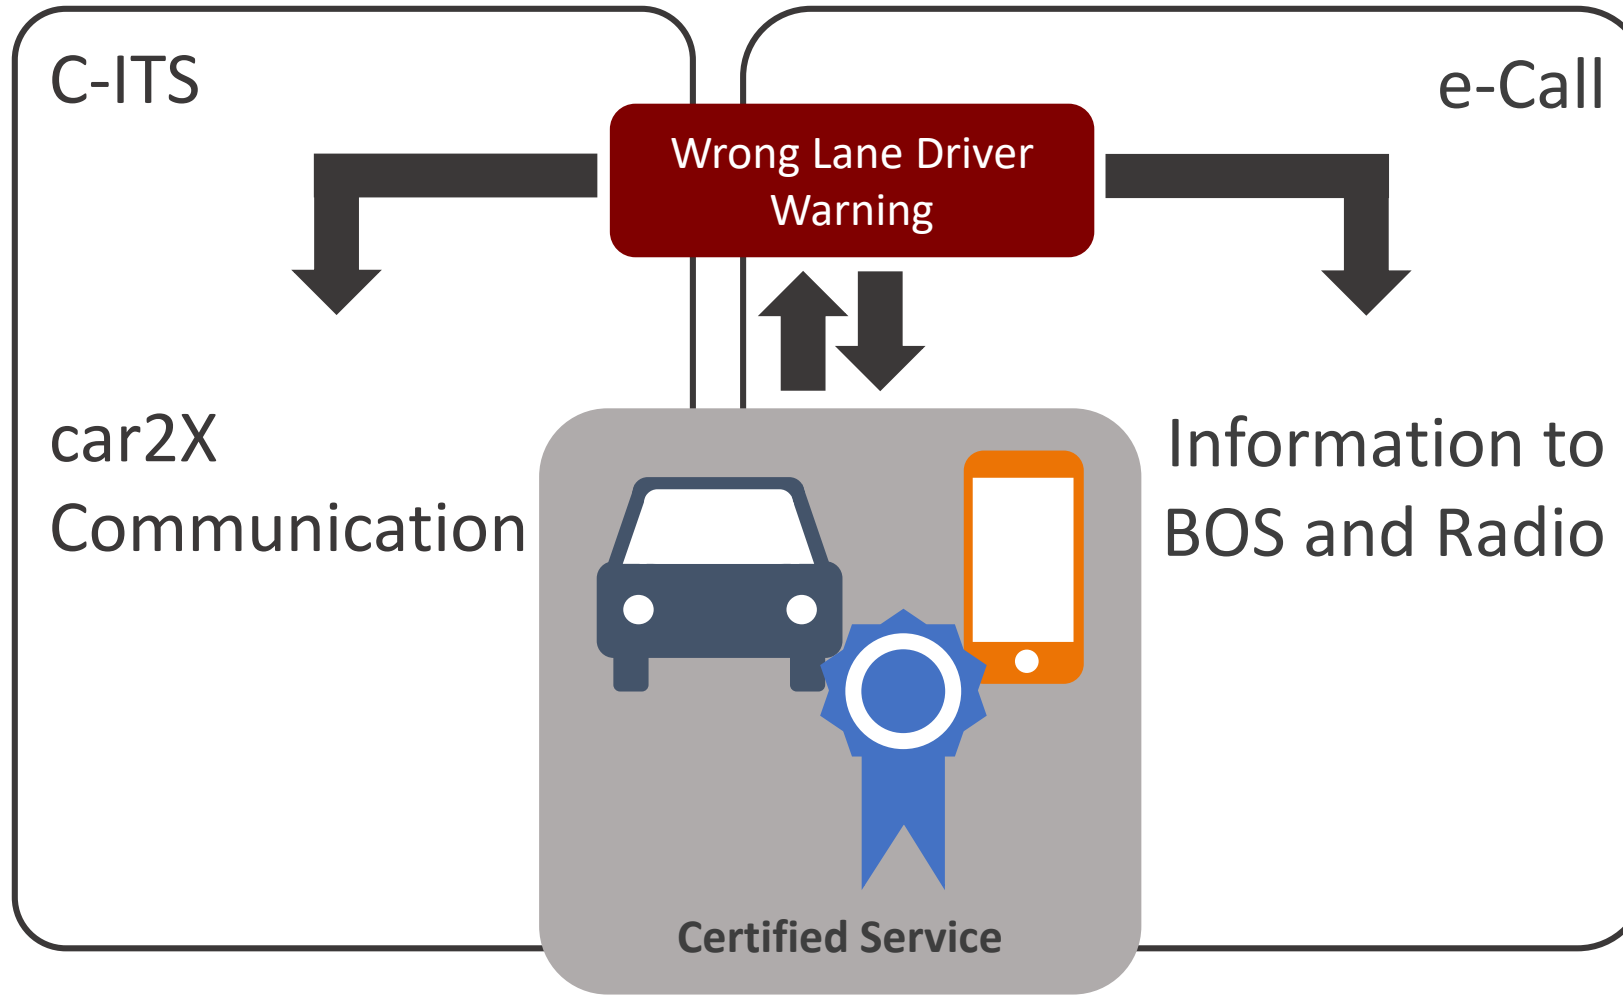 C-ITS
e-Call
Wrong Lane Driver
Warning
car2X
Communication
Information to
BOS and Radio
Certified Service